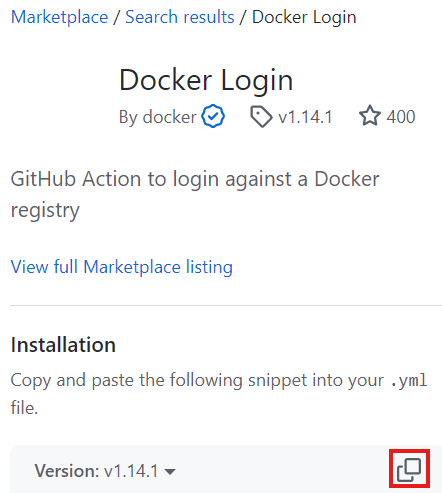 Marketplace / Search results / Docker Login
Docker Login
By docker v1.14.1 400
GitHub Action to login against a Docker
registry
View full Marketplace listing
Installation
Copy and paste the following snippet into your .yml
file.
Version: v1.14.1